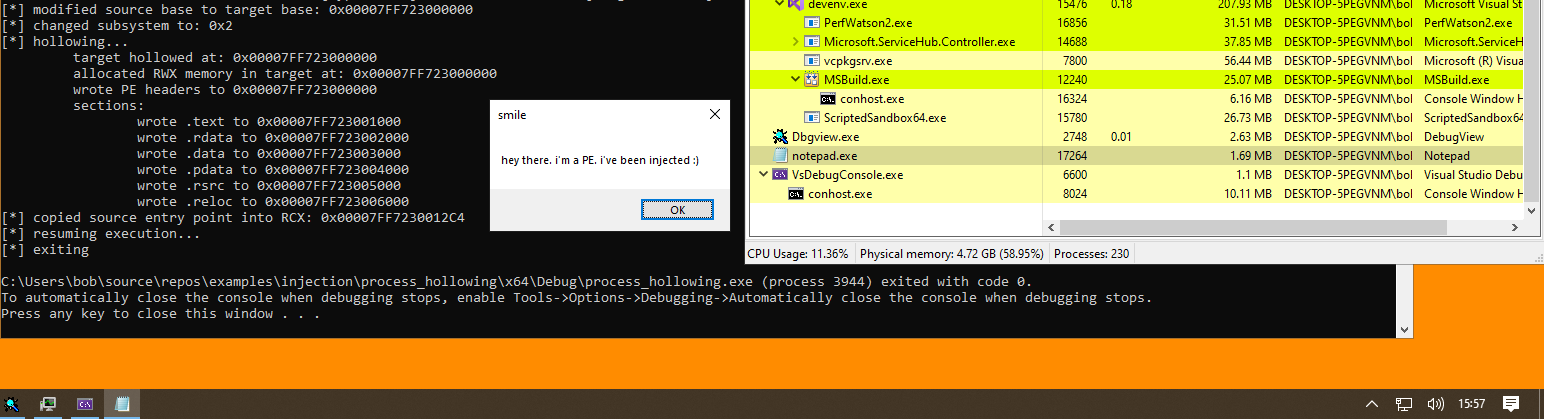 [*] modified source base to target base: 0x00007FF723000000
[*] changed subsystem to: 0x2
[*] hollowing...
target hollowed at: 0x00007FF723000000
allocated RWX memory in target at: 0x00007FF723000000
wrote PE headers to 0x00007FF723000000
sections:
wrote .text to 0x00007FF723001000
wrote .rdata to 0x00007FF723002000
wrote .data to 0x00007FF723003000
wrote .pdata to 0x00007FF723004000
wrote .rsrc to 0x00007FF723005000
wrote .reloc to 0x00007FF723006000
[*] copied source entry point into RCX: 0x00007FF7230012C4
[*] resuming execution...
[*] exiting
C:\Users\bob\source\repos\examples\injection\process_hollowing\x64\Debug\process_hollowing.exe (process 3944) exited with code 0.
To automatically close the console when debugging stops, enable Tools->Options->Debugging->Automatically close the console when debugging stops.
Press any key to close this window . . .
smile
hey there. i'm a PE. i've been injected :)
OK
devenv.exe 15476 0.18 207.93 MB DESKTOP-5PEGVNM\bol Microsoft Visual St
PerfWatson2.exe 16856 31.51 MB DESKTOP-5PEGVNM\bol PerfWatson2.exe
Microsoft.ServiceHub.Controller.exe 14688 37.85 MB DESKTOP-5PEGVNM\bol Microsoft.ServiceH
vcpkgsrv.exe 7800 56.44 MB DESKTOP-5PEGVNM\bol Microsoft (R) Visua
MSBuild.exe 12240 25.07 MB DESKTOP-5PEGVNM\bol MSBuild.exe
conhost.exe 16324 6.16 MB DESKTOP-5PEGVNM\bol Console Window H
ScriptedSandbox64.exe 15780 26.73 MB DESKTOP-5PEGVNM\bol ScriptedSandbox64
Dbgview.exe 2748 0.01 2.63 MB DESKTOP-5PEGVNM\bol DebugView
notepad.exe 17264 1.69 MB DESKTOP-5PEGVNM\bol Notepad
VsDebugConsole.exe 6600 1.1 MB DESKTOP-5PEGVNM\bol Visual Studio Debu
conhost.exe 8024 10.11 MB DESKTOP-5PEGVNM\bol Console Window H
CPU Usage: 11.36% Physical memory: 4.72 GB (58.95%) Processes: 230
15:57